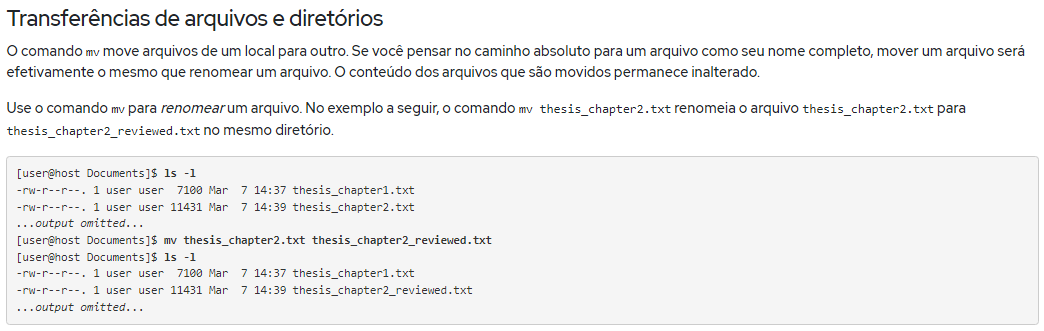 Transferências de arquivos e diretórios
O comando mv move arquivos de um local para outro. Se você pensar no caminho absoluto para um arquivo como seu nome completo, mover um arquivo será
efetivamente o mesmo que renomear um arquivo. O conteúdo dos arquivos que são movidos permanece inalterado.
Use o comando mv para renomear um arquivo. No exemplo a seguir, o comando mv thesis_chapter2.txt renomeia o arquivo thesis_chapter2.txt para
thesis_chapter2_reviewed.txt no mesmo diretório.
[user@host Documents]$ ls -l
-rw-r--r--. 1 user user  7100 Mar  7 14:37 thesis_chapter1.txt
-rw-r--r--. 1 user user 11431 Mar  7 14:39 thesis_chapter2.txt
...output omitted...
[user@host Documents]$ mv thesis_chapter2.txt thesis_chapter2_reviewed.txt
[user@host Documents]$ ls -l
-rw-r--r--. 1 user user  7100 Mar  7 14:37 thesis_chapter1.txt
-rw-r--r--. 1 user user 11431 Mar  7 14:39 thesis_chapter2_reviewed.txt
...output omitted...